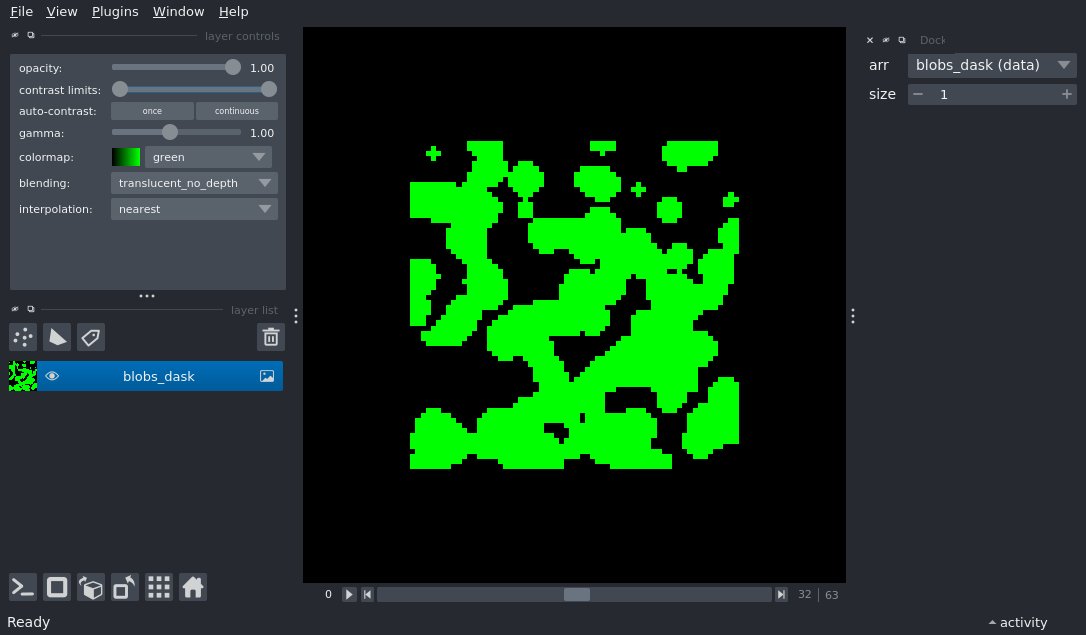 File View Plugins Window Help
layer controls
opacity: 1.00
contrast limits:
auto-contrast: once continuous
gamma: 1.00
colormap: green
blending: translucent_no_depth
interpolation: nearest
layer list
blobs_dask
0 32 63
Dock
arr blobs_dask (data)
size 1
Ready activity